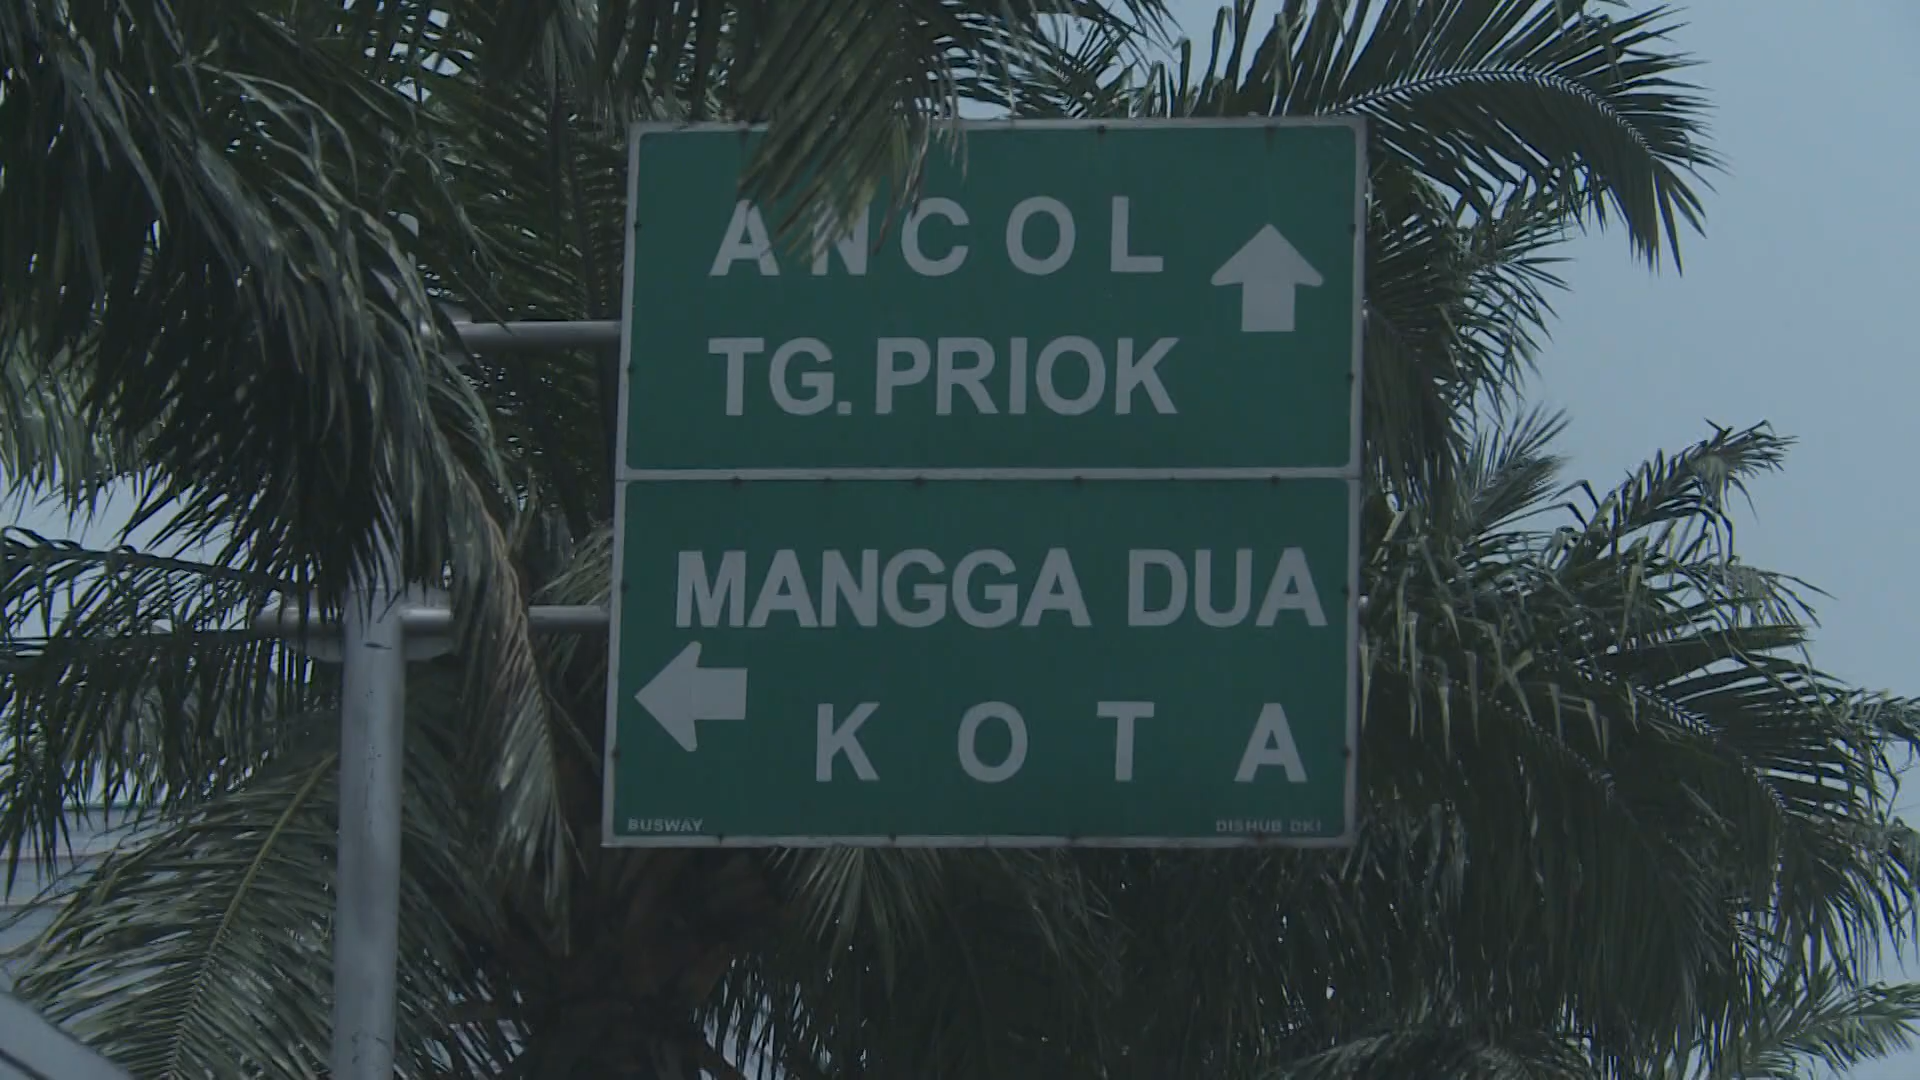 ANCOL
TG. PRIOK
MANGGA DUA
KOTA
BUSWAY
DISHUB DKI